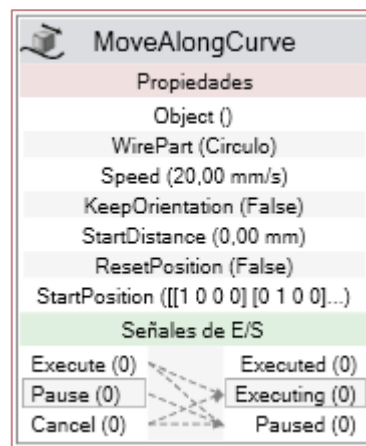 MoveAlongCurve
Propiedades
Object ()
WirePart (Circulo)
Speed (20,00 mm/s)
KeepOrientation (False)
StartDistance (0,00 mm)
ResetPosition (False)
StartPosition ([[1 0 0 0] [0 1 0 0]...)
Señales de E/S
Execute (0) Executed (0)
Pause (0) Executing (0)
Cancel (0) Paused (0)